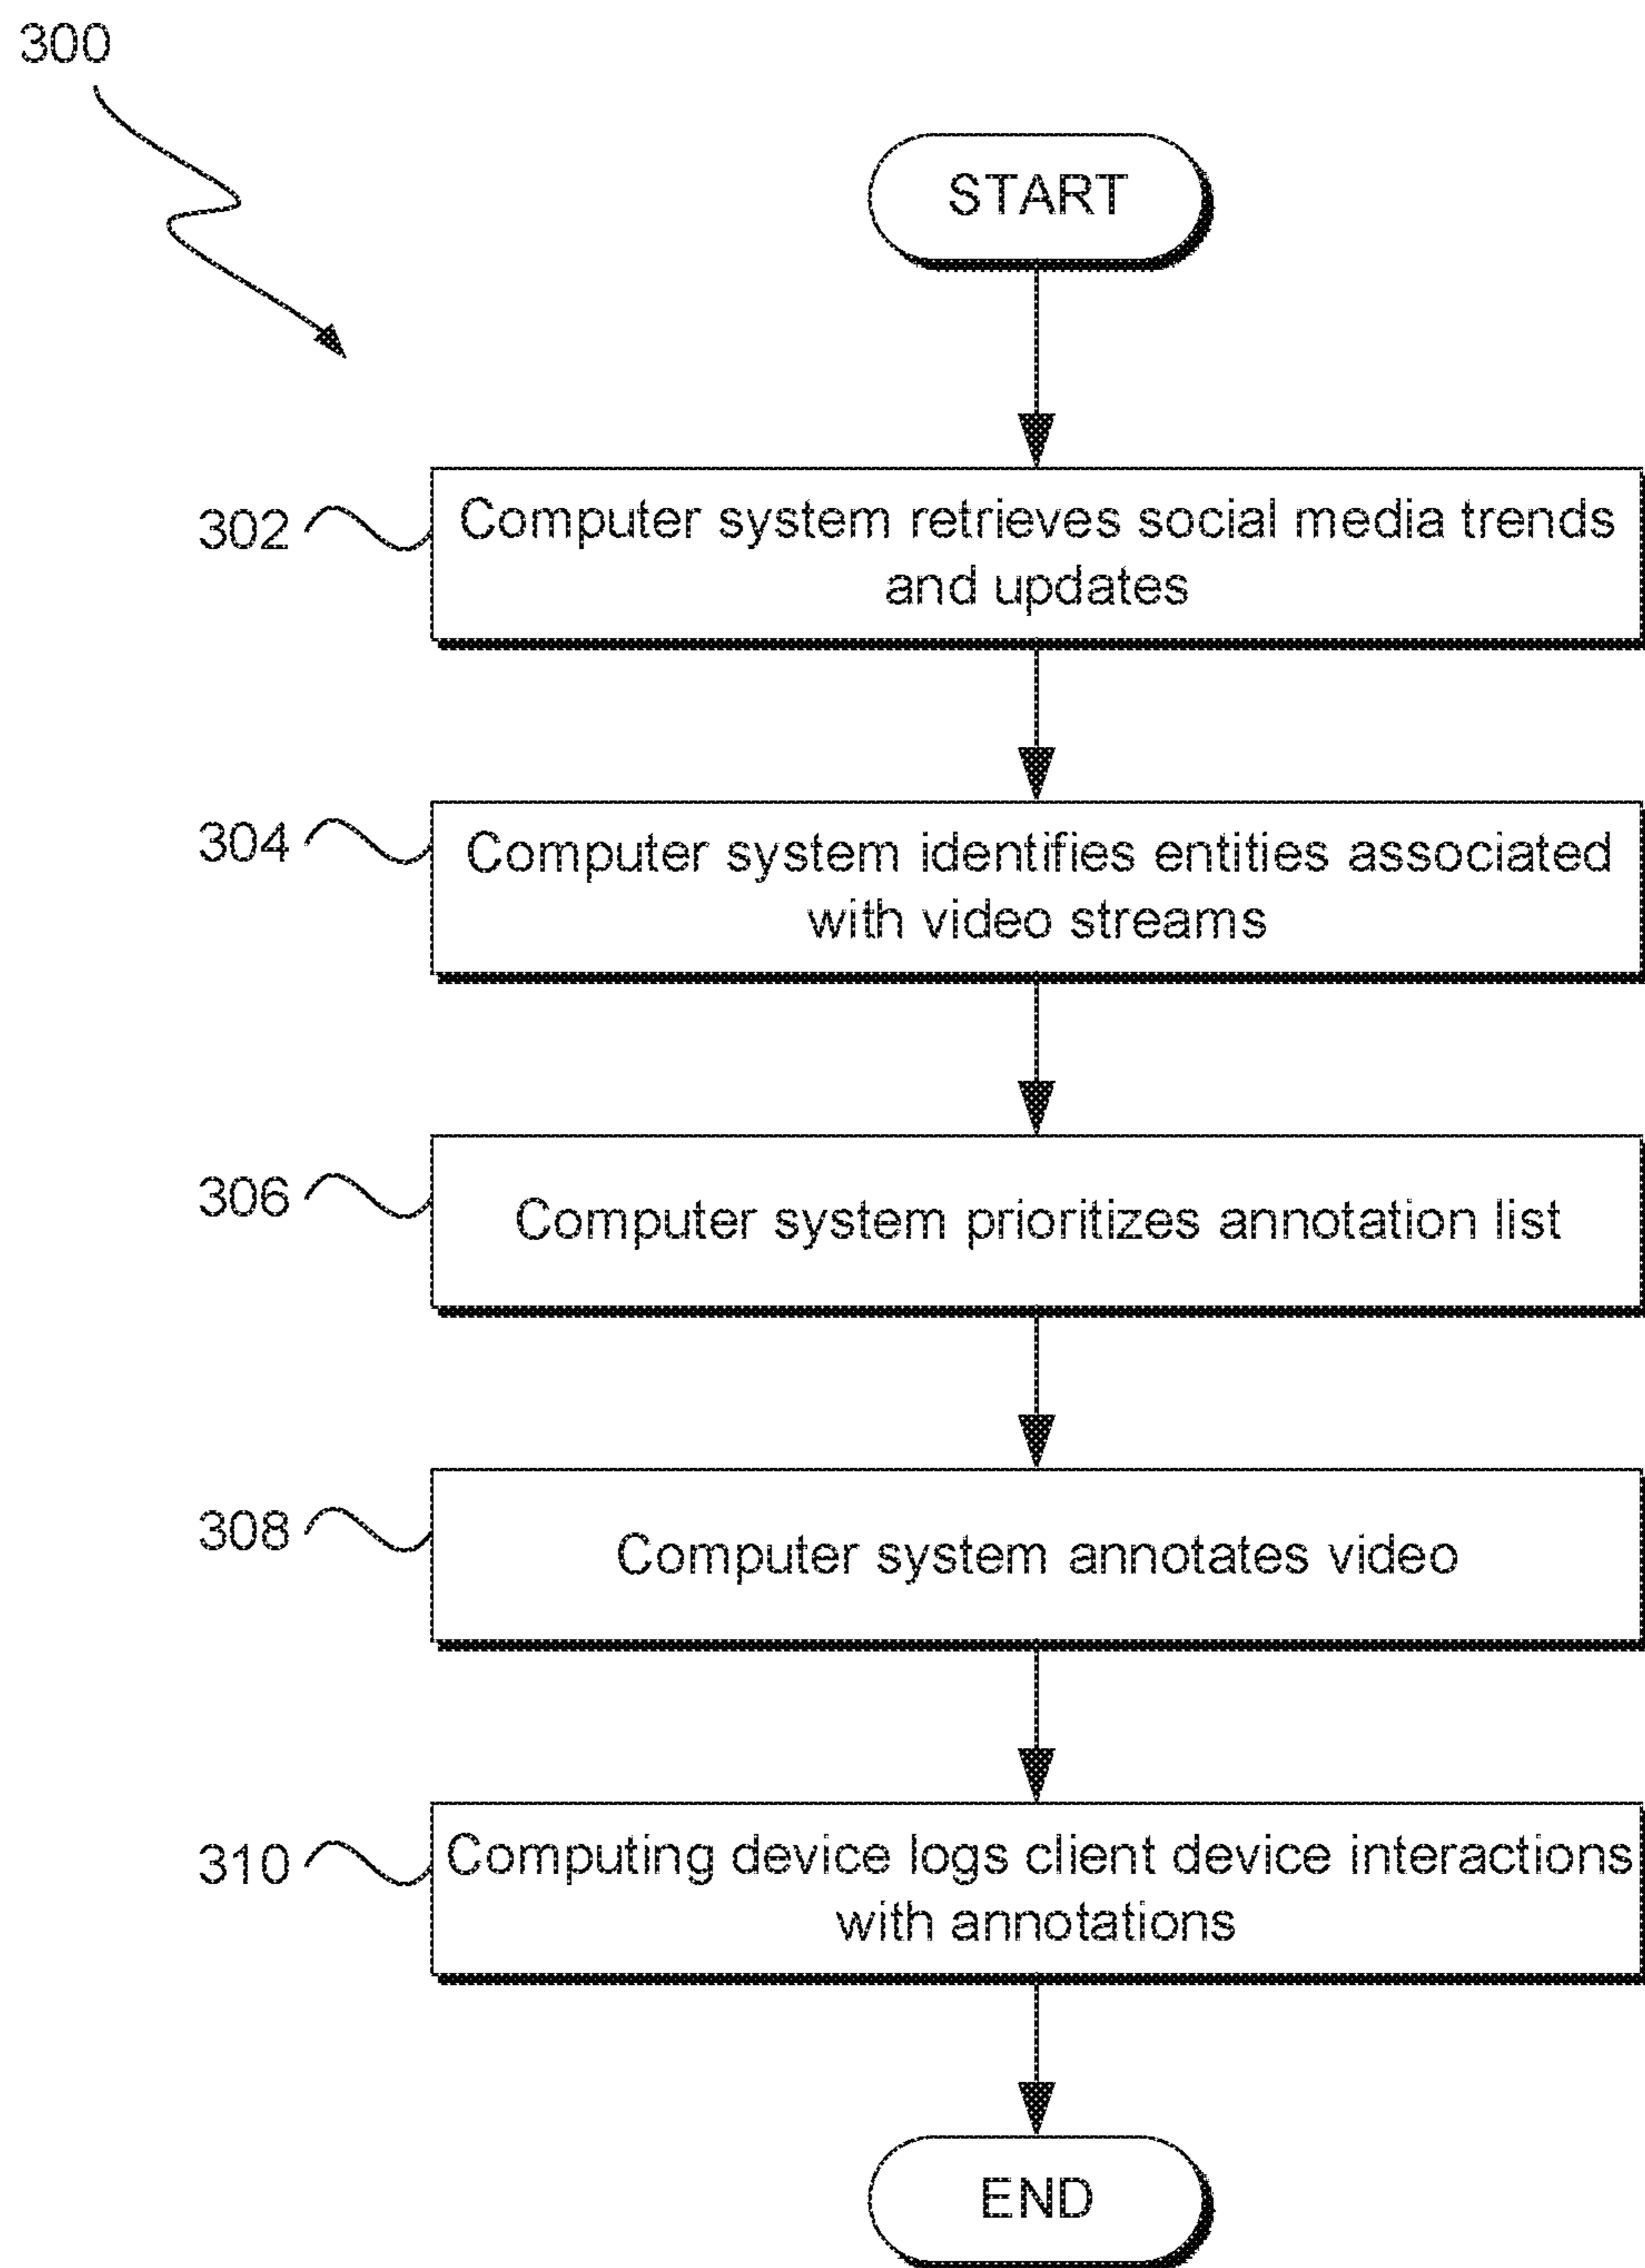 300
START
302
Computer system retrieves social media trends
and updates
304
Computer system identifies entities associated
with video streams
306
Computer system prioritizes annotation list
308
Computer system annotates video
310
Computing device logs client device interactions
with annotations
END